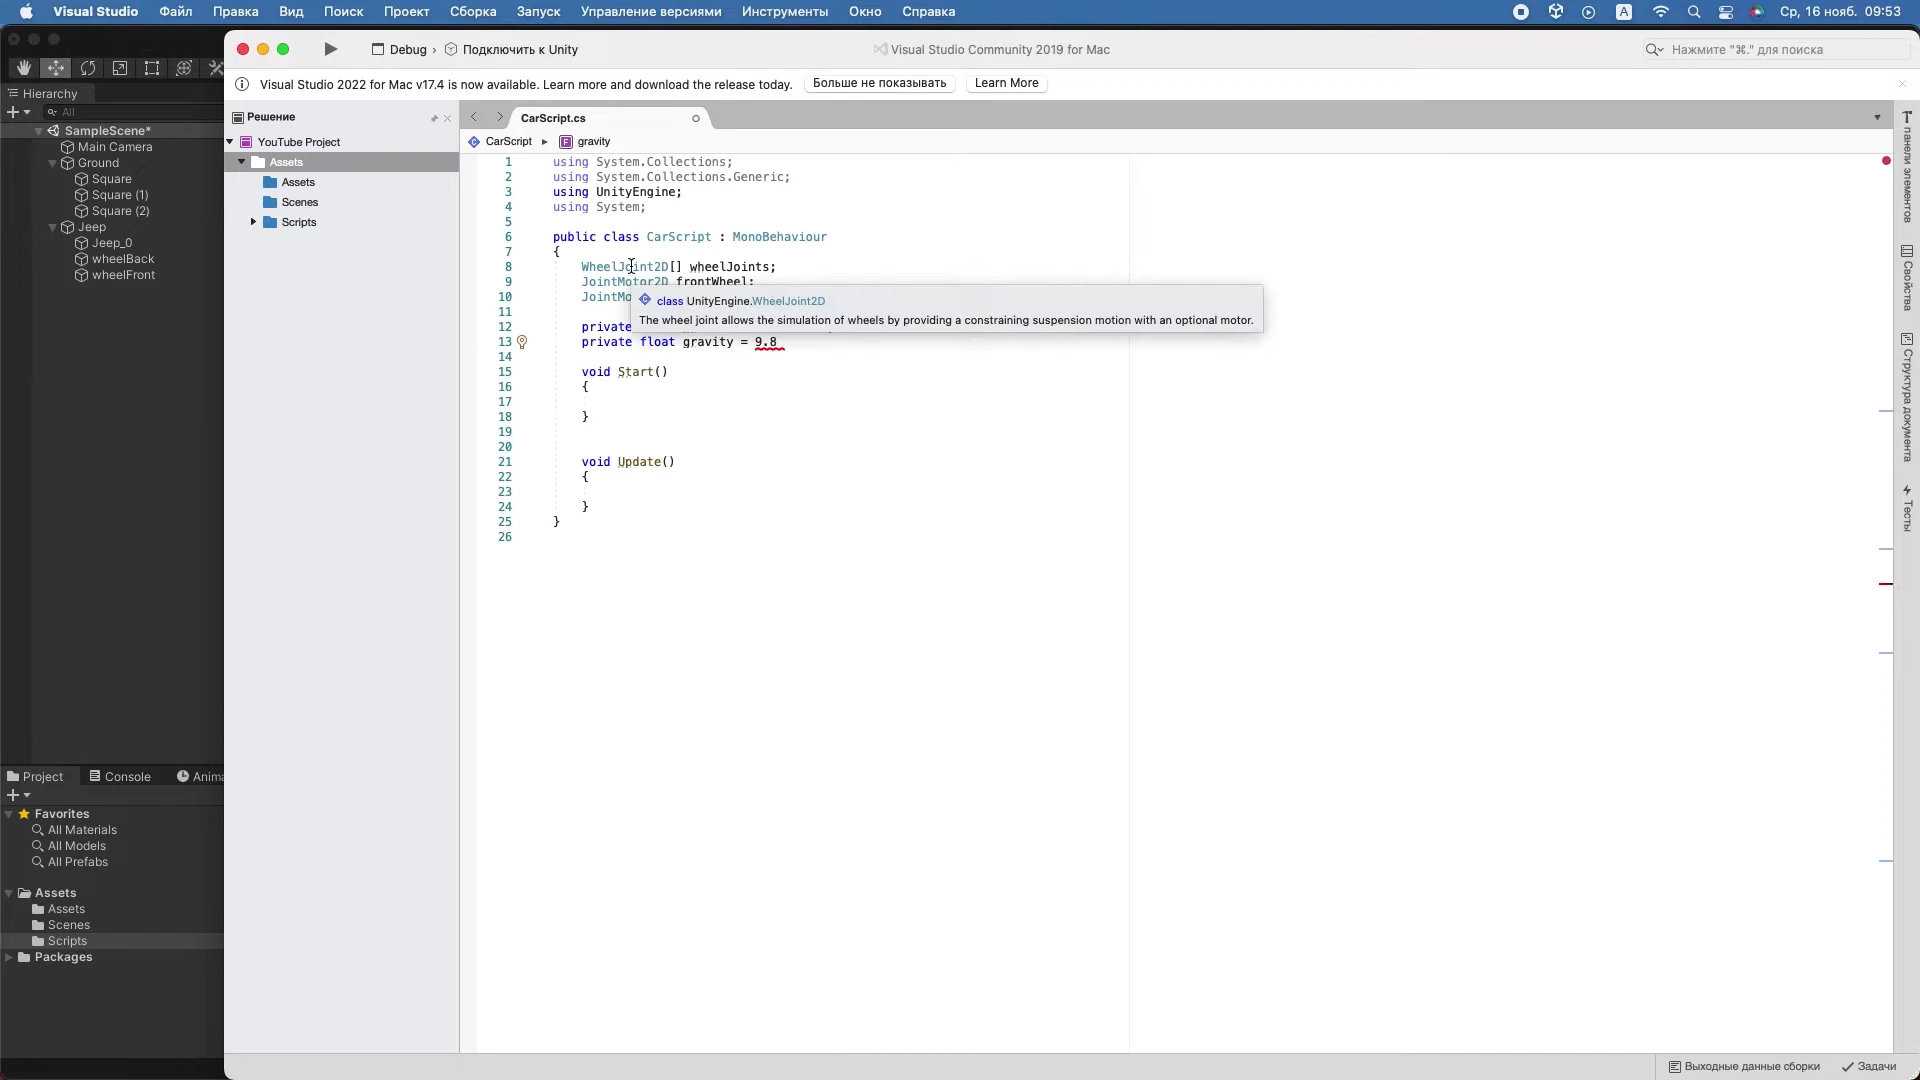 Visual Studio Файл Правка Вид Поиск Проект Сборка Запуск Управление версиями Инструменты Окно Справка A Ср, 16 нояб. 09:53
Debug › Подключить к Unity
Visual Studio Community 2019 for Mac
Нажмите "⌘." для поиска
Visual Studio 2022 for Mac v17.4 is now available. Learn more and download the release today. Больше не показывать Learn More
Hierarchy
All
SampleScene*
Main Camera
Ground
Square
Square (1)
Square (2)
Jeep
Jeep_0
wheelBack
wheelFront
Project Console Anima
Favorites
All Materials
All Models
All Prefabs
Assets
Assets
Scenes
Scripts
Packages
Решение
YouTube Project
Assets
Assets
Scenes
Scripts
CarScript.cs
CarScript gravity
1 using System.Collections;
2 using System.Collections.Generic;
3 using UnityEngine;
4 using System;
5
6 public class CarScript : MonoBehaviour
7 {
8 WheelJoint2D[] wheelJoints;
9 JointMotor2D frontWheel;
10 JointMo
11
12 private
13 private float gravity = 9.8
14
15 void Start()
16 {
17
18 }
19
20
21 void Update()
22 {
23
24 }
25 }
26
class UnityEngine.WheelJoint2D
The wheel joint allows the simulation of wheels by providing a constraining suspension motion with an optional motor.
панели элементов
Свойства
Структура документа
Тесты
Выходные данные сборки Задачи